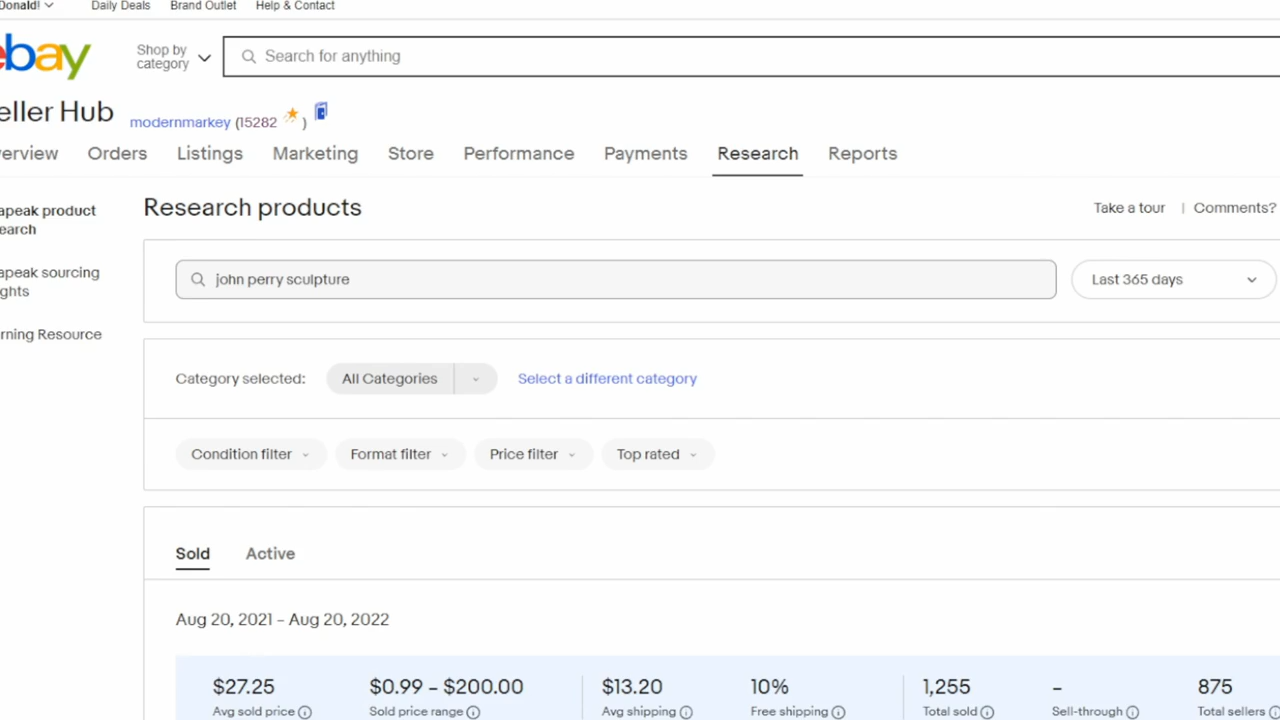 Donald! Daily Deals Brand Outlet Help & Contact
ebay Shop by category Search for anything
eller Hub modernmarkey (15282 )
erview Orders Listings Marketing Store Performance Payments Research Reports
apeak product
earch
apeak sourcing
ghts
rning Resource
Research products Take a tour | Comments?
john perry sculpture Last 365 days
Category selected: All Categories Select a different category
Condition filter Format filter Price filter Top rated
Sold Active
Aug 20, 2021 – Aug 20, 2022
$27.25 $0.99 – $200.00 $13.20 10% 1,255 – 875
Avg sold price Sold price range Avg shipping Free shipping Total sold Sell-through Total sellers